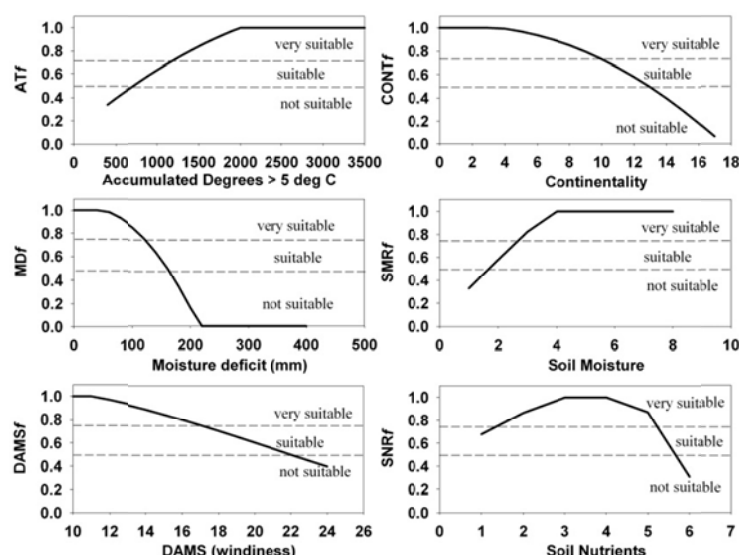 ATf
1.0
0.8
0.6
0.4
0.2
0.0
very suitable
suitable
not suitable
0 500 1000 1500 2000 2500 3000 3500
Accumulated Degrees > 5 deg C
CONTf
1.0
0.8
0.6
0.4
0.2
0.0
very suitable
suitable
not suitable
0 2 4 6 8 10 12 14 16 18
Continentality
MDf
1.0
0.8
0.6
0.4
0.2
0.0
very suitable
suitable
not suitable
0 100 200 300 400 500
Moisture deficit (mm)
SMRf
1.0
0.8
0.6
0.4
0.2
0.0
very suitable
suitable
not suitable
0 2 4 6 8 10
Soil Moisture
DAMSf
1.0
0.8
0.6
0.4
0.2
0.0
very suitable
suitable
not suitable
10 12 14 16 18 20 22 24 26
DAMS (windiness)
SNRf
1.0
0.8
0.6
0.4
0.2
0.0
very suitable
suitable
not suitable
0 1 2 3 4 5 6 7
Soil Nutrients